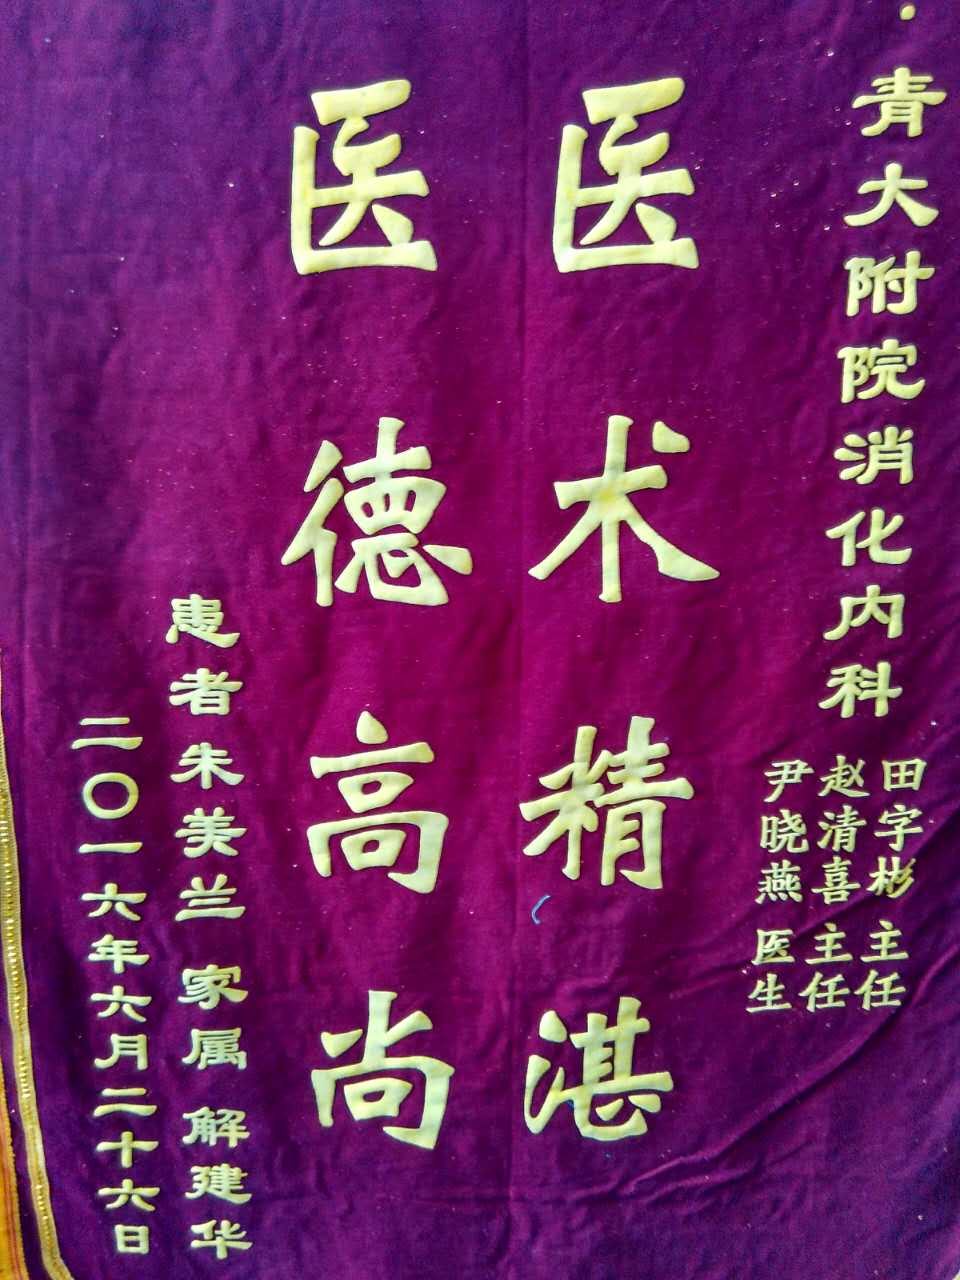 青大附院消化内科
田字彬 主任
赵清喜 主任
尹晓燕 医生
医术精湛
医德高尚
患者朱美兰 家属 解建华
二〇一六年六月二十六日